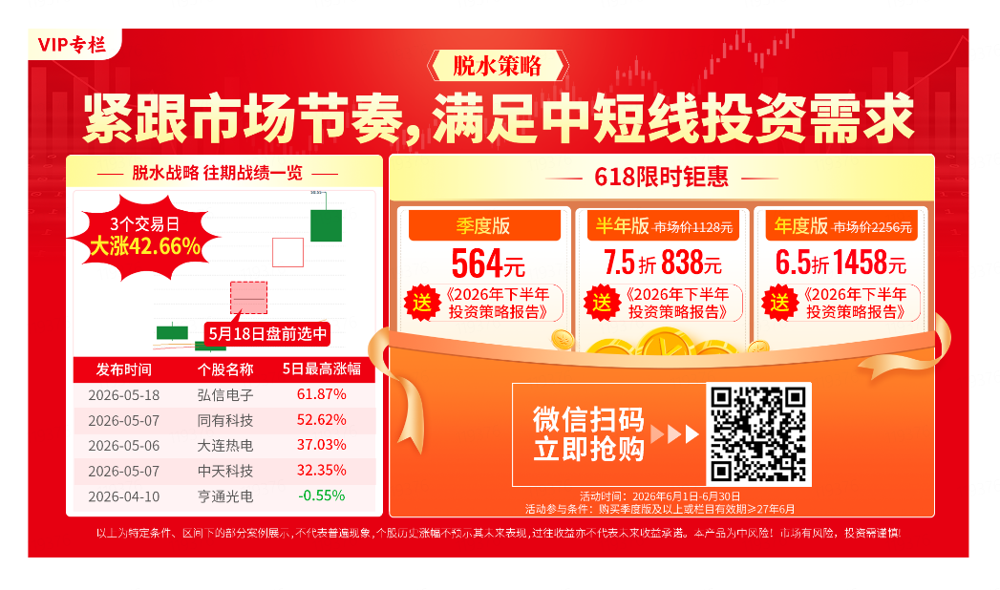 VIP专栏
脱水策略
紧跟市场节奏,满足中短线投资需求
脱水战略 往期战绩一览
3个交易日
大涨42.66%
5月18日盘前选中
发布时间 个股名称 5日最高涨幅
2026-05-18 弘信电子 61.87%
2026-05-07 同有科技 52.62%
2026-05-06 大连热电 37.03%
2026-05-07 中天科技 32.35%
2026-04-10 亨通光电 -0.55%
618限时钜惠
季度版
564元
送
《2026年下半年
投资策略报告》
半年版 市场价1128元
7.5折 838元
送
《2026年下半年
投资策略报告》
年度版 市场价2256元
6.5折 1458元
送
《2026年下半年
投资策略报告》
微信扫码
立即抢购
活动时间：2026年6月1日-6月30日
活动参与条件：购买季度版及以上或栏目有效期≥27年6月
以上为特定条件、区间下的部分案例展示,不代表普遍现象,个股历史涨幅不预示其未来表现,过往收益亦不代表未来收益承诺。本产品为中风险！市场有风险，投资需谨慎!